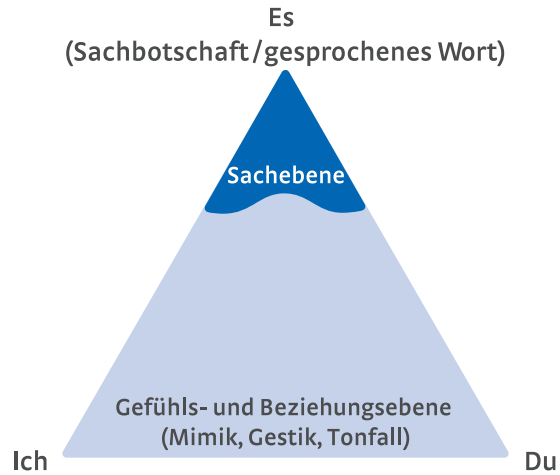 Es
(Sachbotschaft/gesprochenes Wort)
Sachebene
Gefühls- und Beziehungsebene
(Mimik, Gestik, Tonfall)
Ich
Du